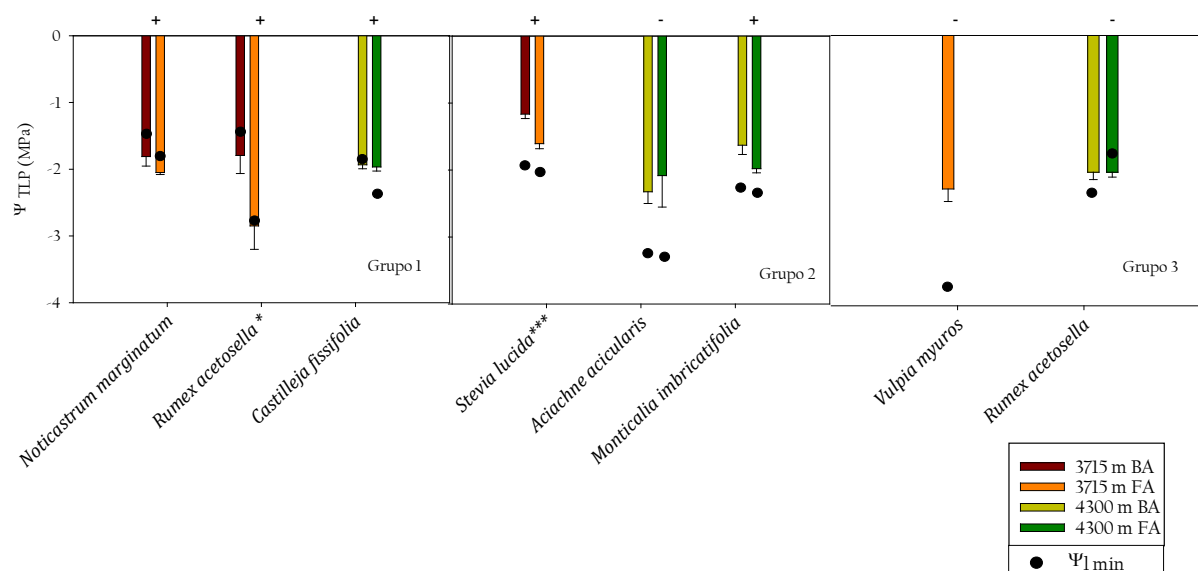 + + + + - + - -
0
-1
-2
-3
-4
Ψ TLP (MPa)
Grupo 1
Grupo 2
Grupo 3
Noticastrum marginatum
Rumex acetosella *
Castilleja fissifolia
Stevia lucida***
Aciachne acicularis
Monticalia imbricatifolia
Vulpia myuros
Rumex acetosella
3715 m BA
3715 m FA
4300 m BA
4300 m FA
Ψ1 min